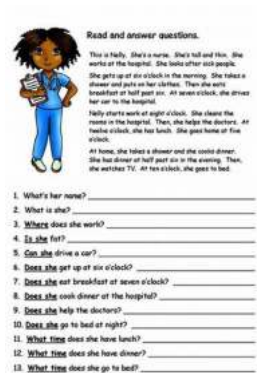 Read and answer questions.
This is Nelly. She's a nurse. She's tall and thin. She
works at the hospital. She looks after sick people.
She gets up at six o'clock in the morning. She takes a
shower and puts on her clothes. Then she eats
breakfast at half past six. At seven o'clock, she drives
her car to the hospital.
Nelly starts work at eight o'clock. She cleans the
rooms in the hospital. Then, she helps the doctors. At
twelve o'clock, she has lunch. She goes home at five
o'clock.
At home, she takes a shower and she cooks dinner.
She has dinner at half past six in the evening. Then,
she watches TV. At ten o'clock, she goes to bed.
1. What's her name?
2. What is she?
3. Where does she work?
4. Is she fat?
5. Can she drive a car?
6. Does she get up at six o'clock?
7. Does she eat breakfast at seven o'clock?
8. Does she cook dinner at the hospital?
9. Does she help the doctors?
10. Does she go to bed at night?
11. What time does she have lunch?
12. What time does she have dinner?
13. What time does she go to bed?